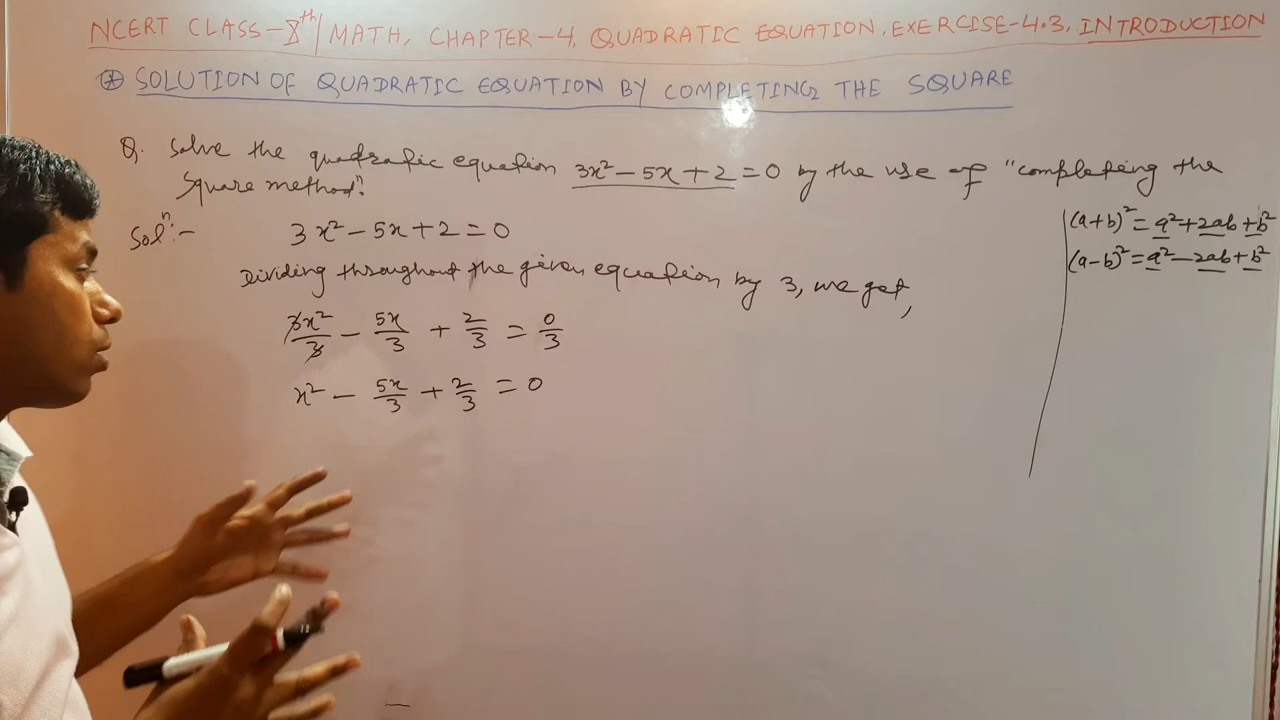 NCERT CLASS-8th/MATH, CHAPTER-4, QUADRATIC EQUATION, EXERCISE-4.3, INTRODUCTION
* SOLUTION OF QUADRATIC EQUATION BY COMPLETING THE SQUARE
Q. Solve the quadratic equation 3x² - 5x + 2 = 0 by the use of "completing the
square method".
Solⁿ:- 3x² - 5x + 2 = 0
Dividing throughout the given equation by 3, we get,
3x²/3 - 5x/3 + 2/3 = 0/3
x² - 5x/3 + 2/3 = 0
(a+b)² = a² + 2ab + b²
(a-b)² = a² - 2ab + b²